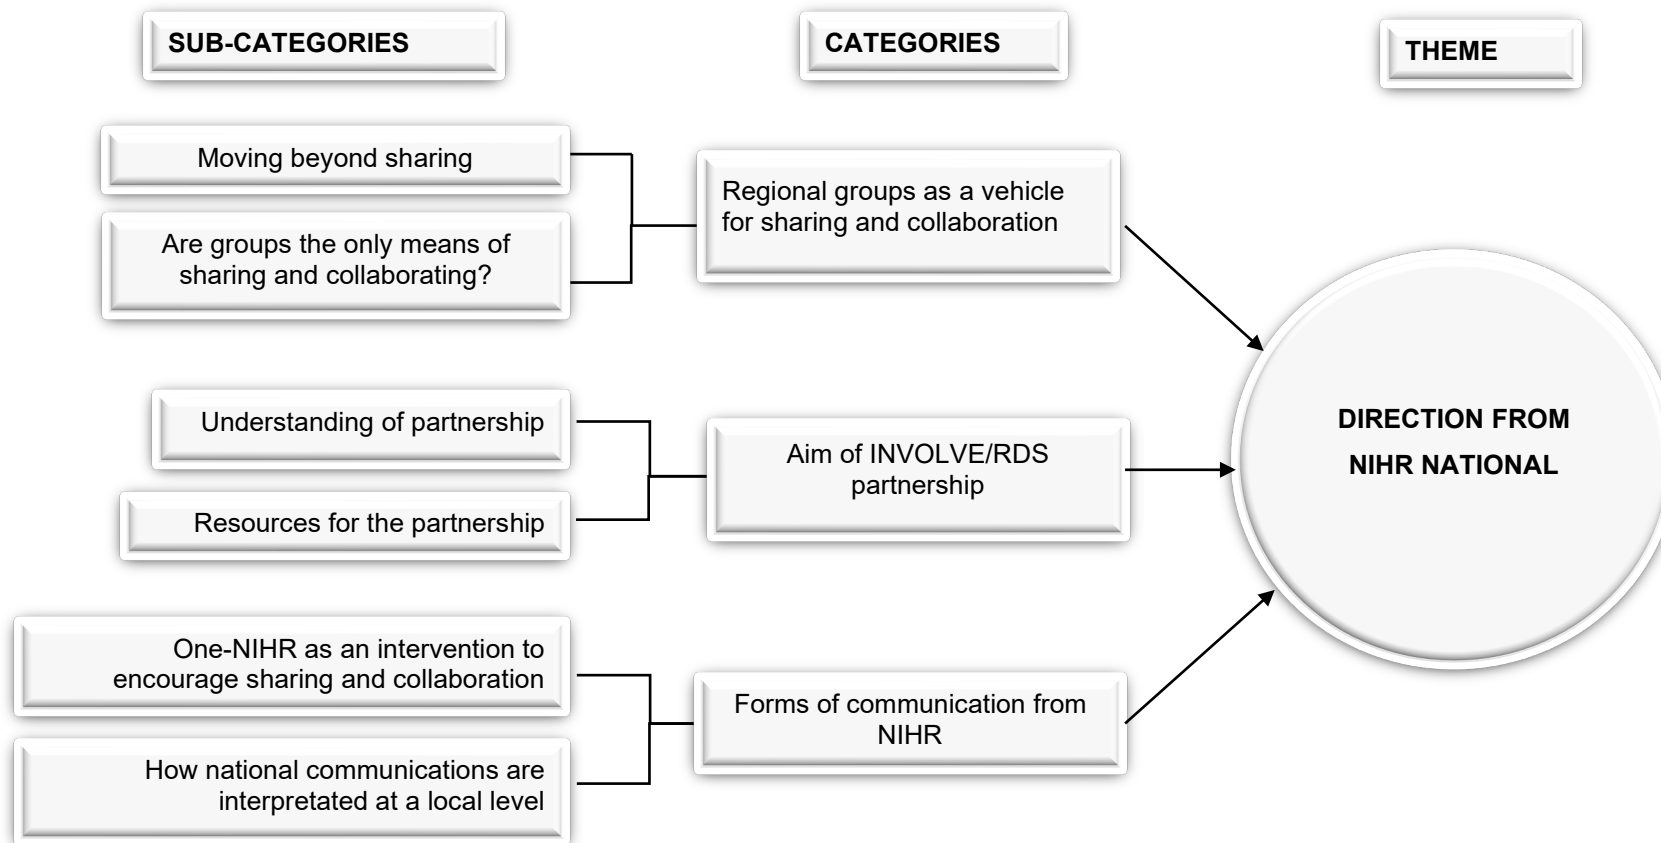 SUB-CATEGORIES
CATEGORIES
THEME
Moving beyond sharing
Are groups the only means of
sharing and collaborating?
Regional groups as a vehicle
for sharing and collaboration
Understanding of partnership
Resources for the partnership
Aim of INVOLVE/RDS
partnership
One-NIHR as an intervention to
encourage sharing and collaboration
How national communications are
interpretated at a local level
Forms of communication from
NIHR
DIRECTION FROM
NIHR NATIONAL